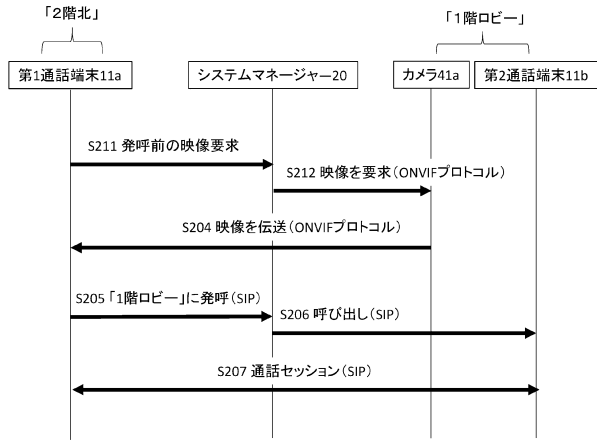 「2階北」
「1階ロビー」
第1通話端末11a
システムマネージャー20
カメラ41a
第2通話端末11b
S211 発呼前の映像要求
S212 映像を要求(ONVIFプロトコル)
S204 映像を伝送(ONVIFプロトコル)
S205 「1階ロビー」に発呼(SIP)
S206 呼び出し(SIP)
S207 通話セッション(SIP)